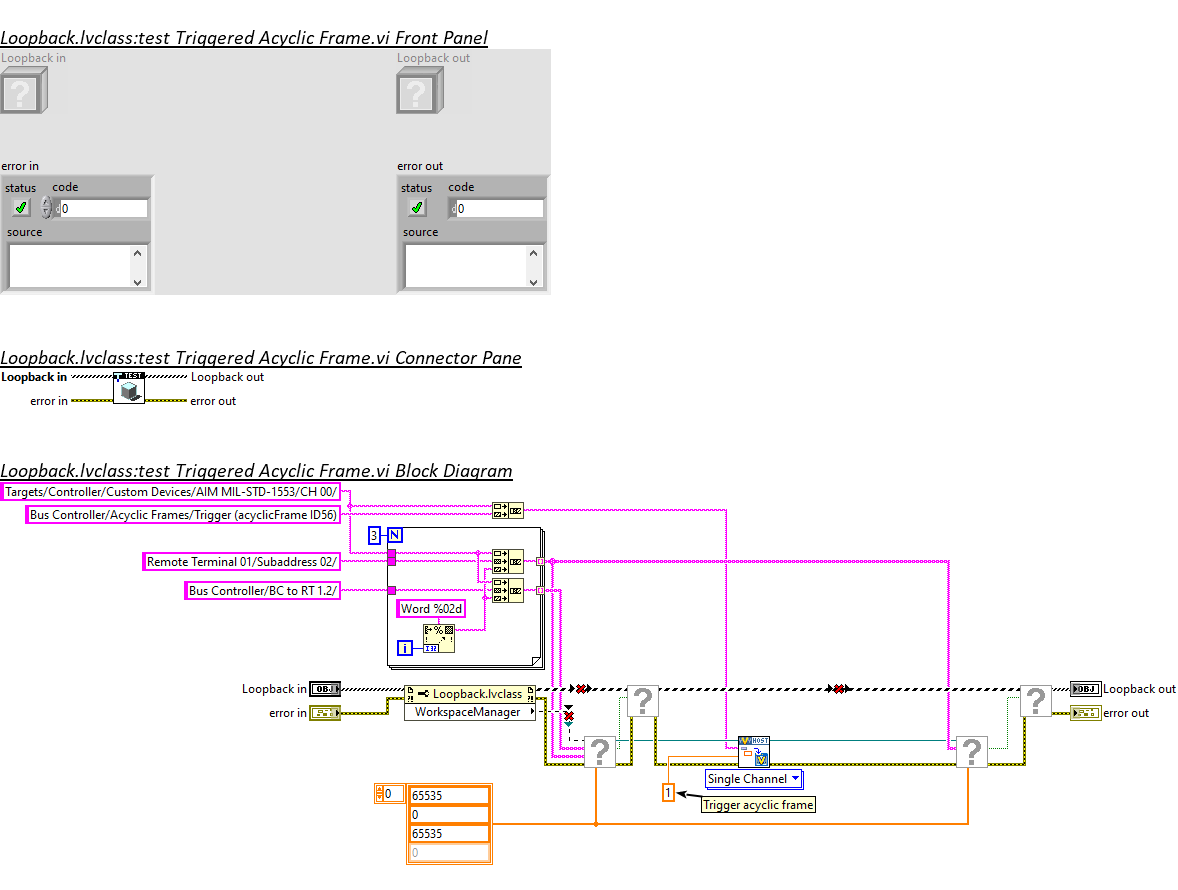 Loopback.lvclass:test Triggered Acyclic Frame.vi Front Panel
Loopback in
Loopback out
?
?
error in
error out
status
code
status
code
0
0
source
source
Loopback.lvclass:test Triggered Acyclic Frame.vi Connector Pane
Loopback in
TEST
Loopback out
error in
error out
Loopback.lvclass:test Triggered Acyclic Frame.vi Block Diagram
Targets/Controller/Custom Devices/AIM MIL-STD-1553/CH 00/
Bus Controller/Acyclic Frames/Trigger (acyclicFrame ID56)
3
N
Remote Terminal 01/Subaddress 02/
Bus Controller/BC to RT 1.2/
Word %02d
i
I32
Loopback in
OBJ
Loopback.lvclass
?
?
OBJ
Loopback out
error in
WorkspaceManager
error out
?
HOST
?
Single Channel
1
Trigger acyclic frame
0
65535
0
65535
0